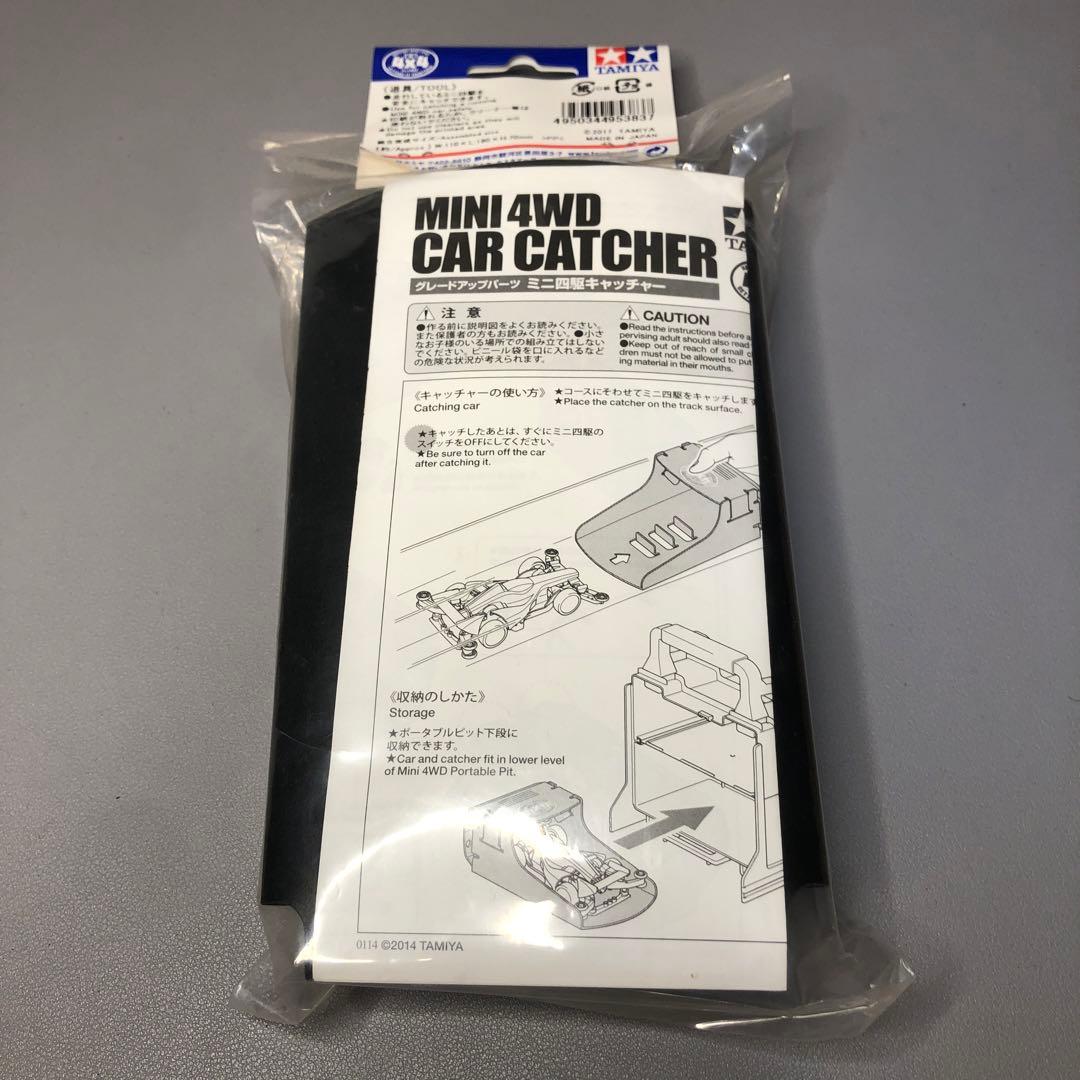 4x4
TAMIYA
《道具/TOOL》
4950344953837
©2017 TAMIYA
MADE IN JAPAN
MINI 4WD
CAR CATCHER
グレードアップパーツ ミニ四駆キャッチャー
TA
注 意
●作る前に説明図をよくお読みください。
また保護者の方もお読みください。●小さ
なお子様のいる場所での組み立てはしない
でください。ビニール袋を口に入れるなど
の危険な状況が考えられます。
CAUTION
●Read the instructions before a
pervising adult should also read
●Keep out of reach of small c
dren must not be allowed to put
ing material in their mouths.
《キャッチャーの使い方》
Catching car
★コースにそわせてミニ四駆をキャッチします
★Place the catcher on the track surface.
★キャッチしたあとは、すぐにミニ四駆の
スイッチをOFFにしてください。
★Be sure to turn off the car
after catching it.
《収納のしかた》
Storage
★ポータブルピット下段に
収納できます。
★Car and catcher fit in lower level
of Mini 4WD Portable Pit.
0114 ©2014 TAMIYA